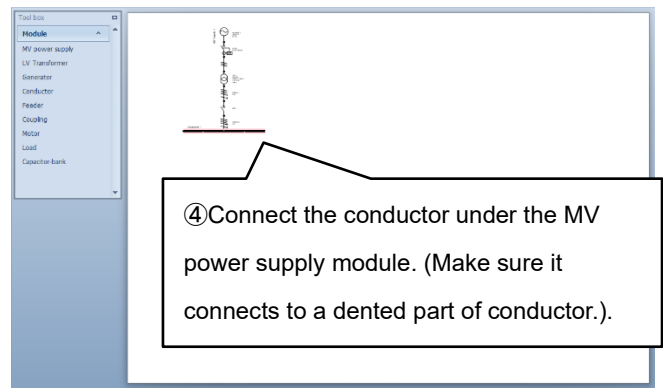 Tool box
Module
MV power supply
LV Transformer
Generator
Conductor
Feeder
Coupling
Motor
Load
Capacitor-bank
④Connect the conductor under the MV
power supply module. (Make sure it
connects to a dented part of conductor.).